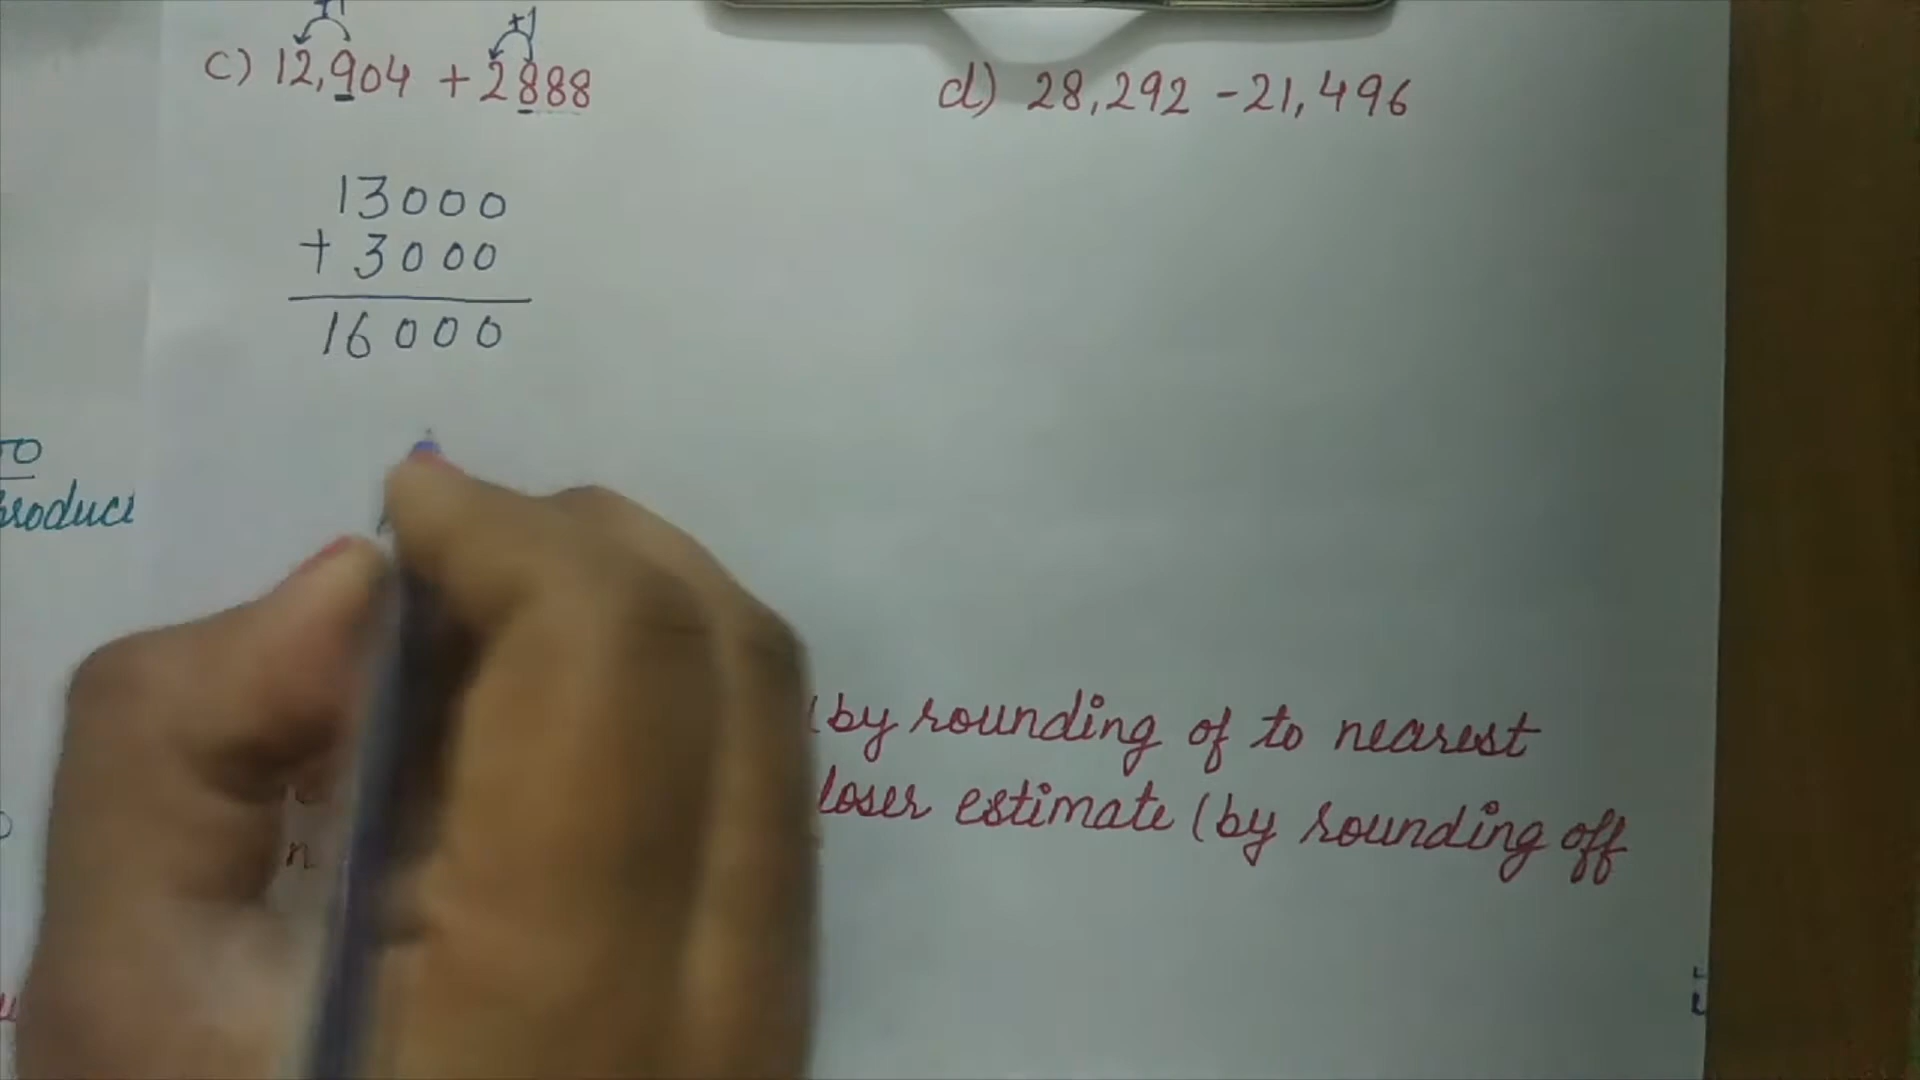 +1
+1
c) 12,904 + 2888
d) 28,292 - 21,496
13000
+ 3000
16000
(by rounding of to nearest
loser estimate (by rounding off
n